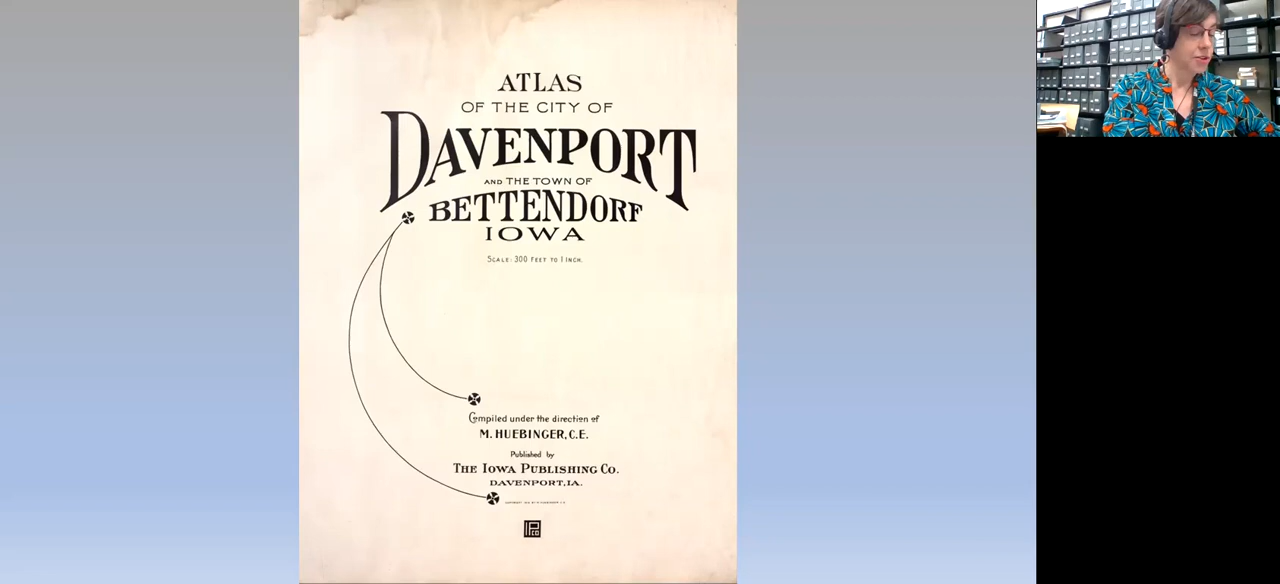 ATLAS
OF THE CITY OF
DAVENPORT
AND THE TOWN OF
BETTENDORF
IOWA
SCALE: 300 FEET TO 1 INCH.
Compiled under the direction of
M. HUEBINGER, C.E.
Published by
THE IOWA PUBLISHING CO.
DAVENPORT, IA.